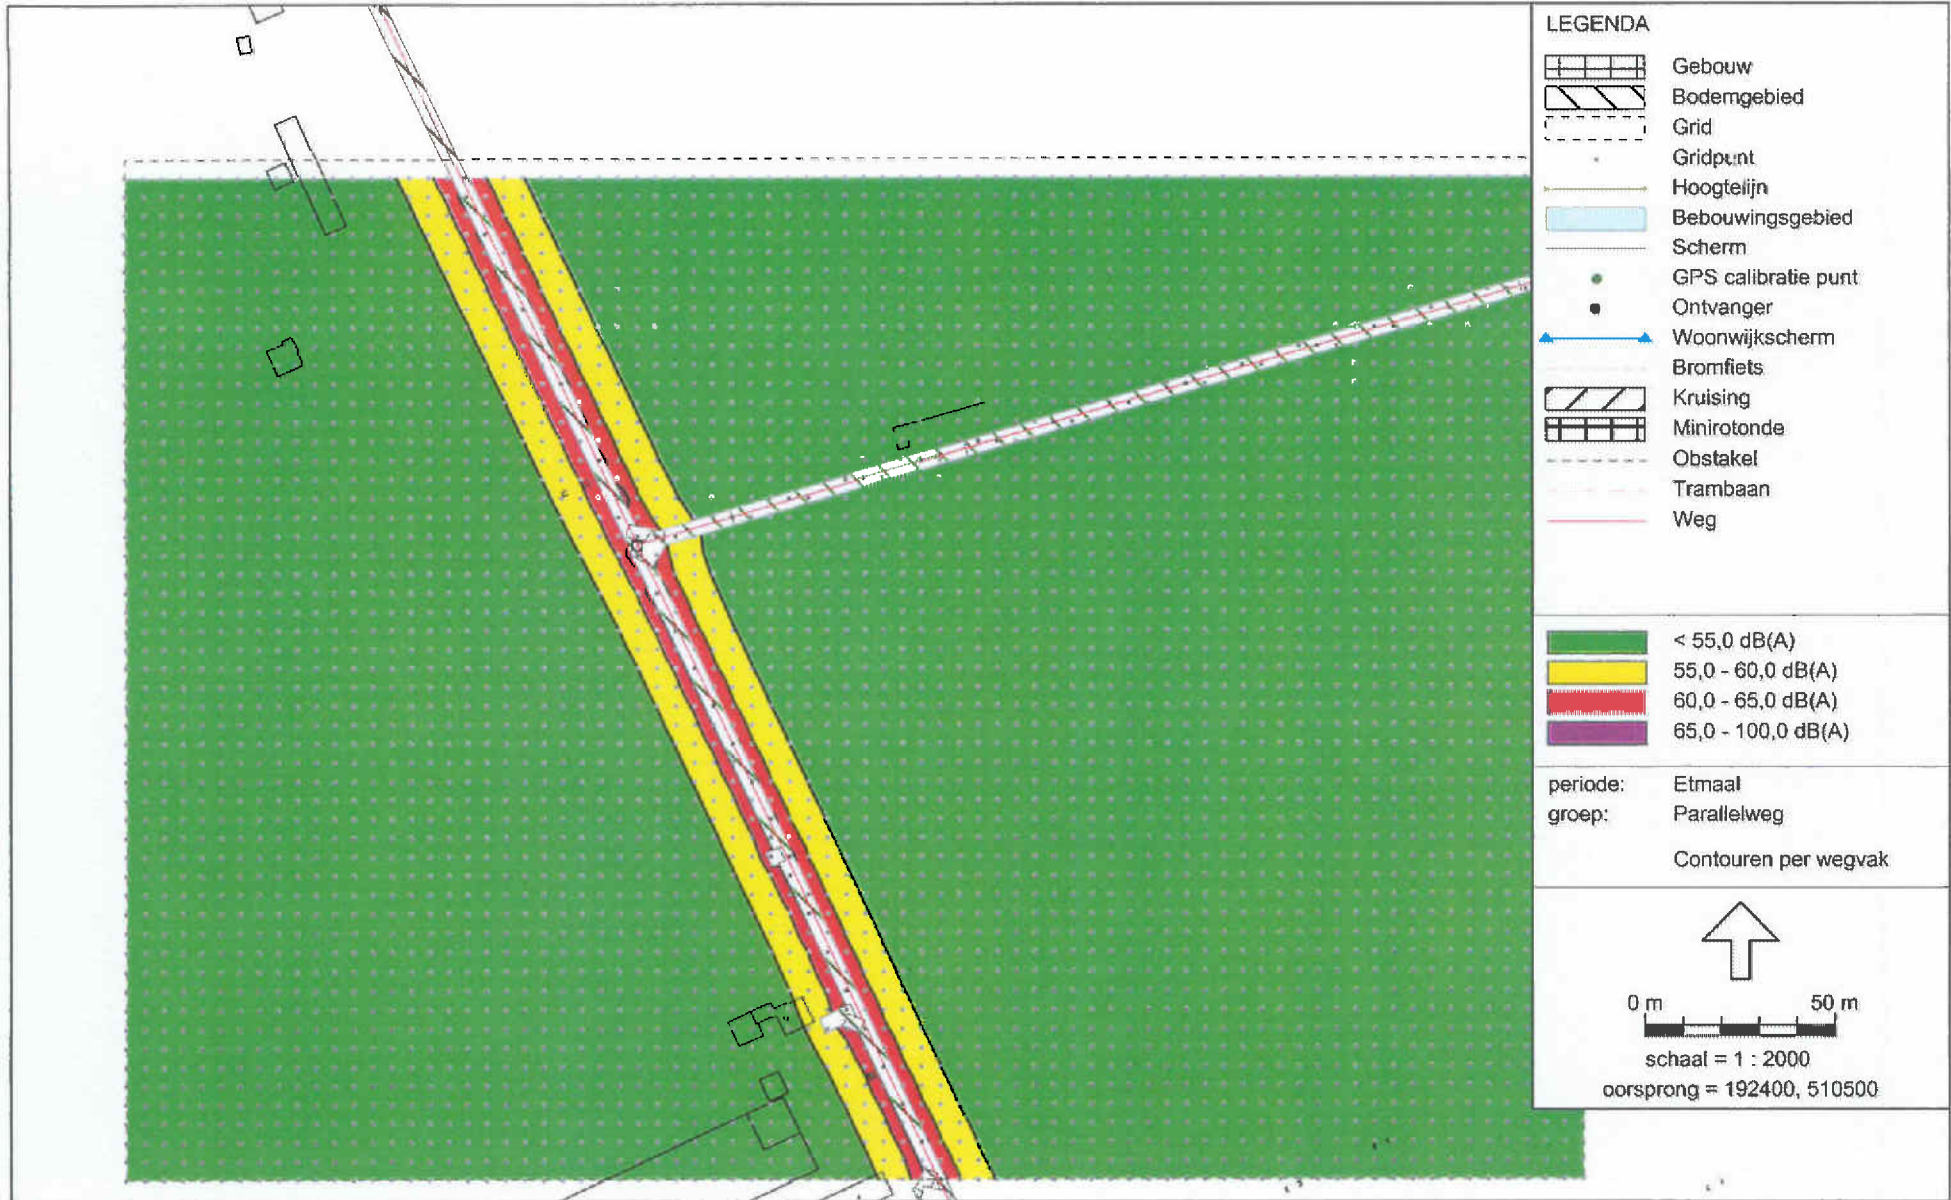 LEGENDA
Gebouw
Bodemgebied
Grid
Gridpunt
Hoogtelijn
Bebouwingsgebied
Scherm
GPS calibratie punt
Ontvanger
Woonwijkscherm
Bromfiets
Kruising
Minirotonde
Obstakel
Trambaan
Weg
< 55,0 dB(A)
55,0 - 60,0 dB(A)
60,0 - 65,0 dB(A)
65,0 - 100,0 dB(A)
periode: Etmaal
groep: Parallelweg
Contouren per wegvak
0 m 50 m
schaal = 1 : 2000
oorsprong = 192400, 510500